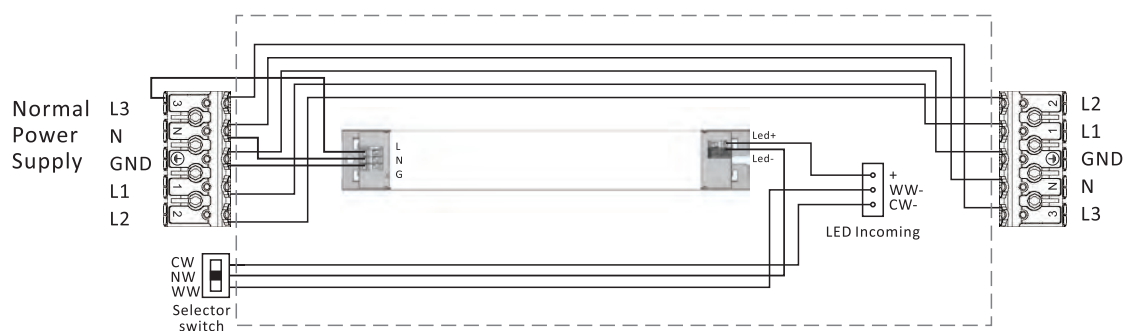 Normal
Power
Supply
L3
N
GND
L1
L2
3
N
1
2
L
N
G
Led+
Led-
+
WW-
CW-
LED Incoming
2
1
N
3
L2
L1
GND
N
L3
CW
NW
WW
Selector
switch